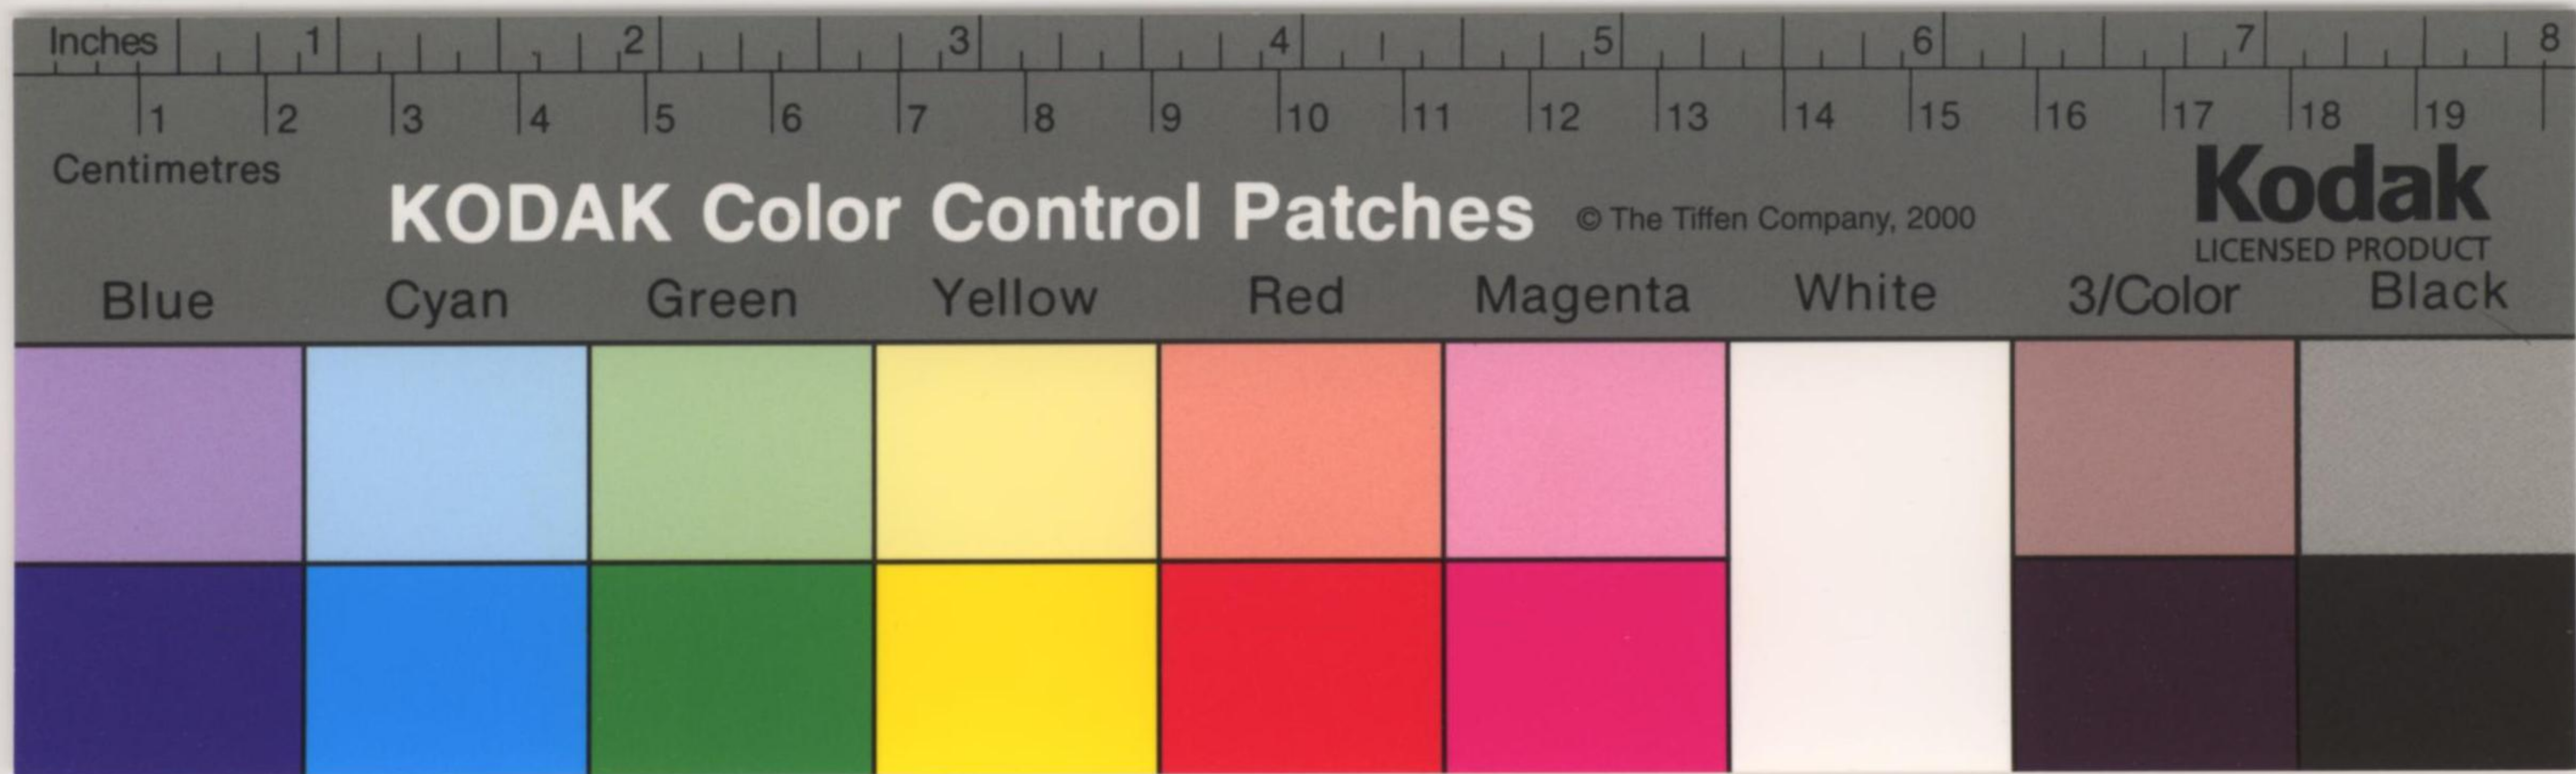 Inches 1 2 3 4 5 6 7 8
1 2 3 4 5 6 7 8 9 10 11 12 13 14 15 16 17 18 19
Centimetres
KODAK Color Control Patches © The Tiffen Company, 2000
Kodak
LICENSED PRODUCT
Blue Cyan Green Yellow Red Magenta White 3/Color Black